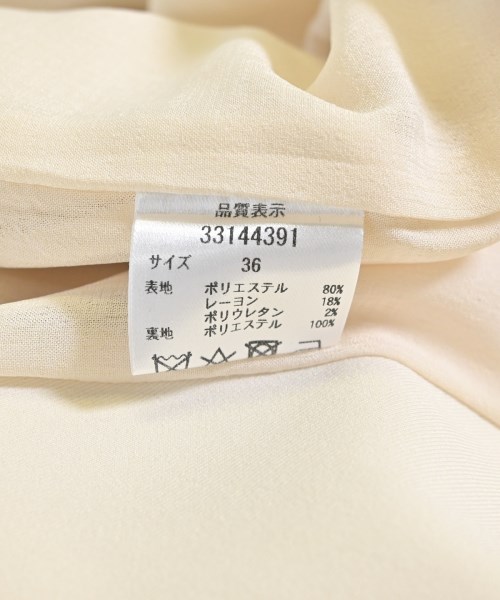 品質表示
33144391
サイズ 36
表地 ポリエステル 80%
レーヨン 18%
ポリウレタン 2%
裏地 ポリエステル 100%